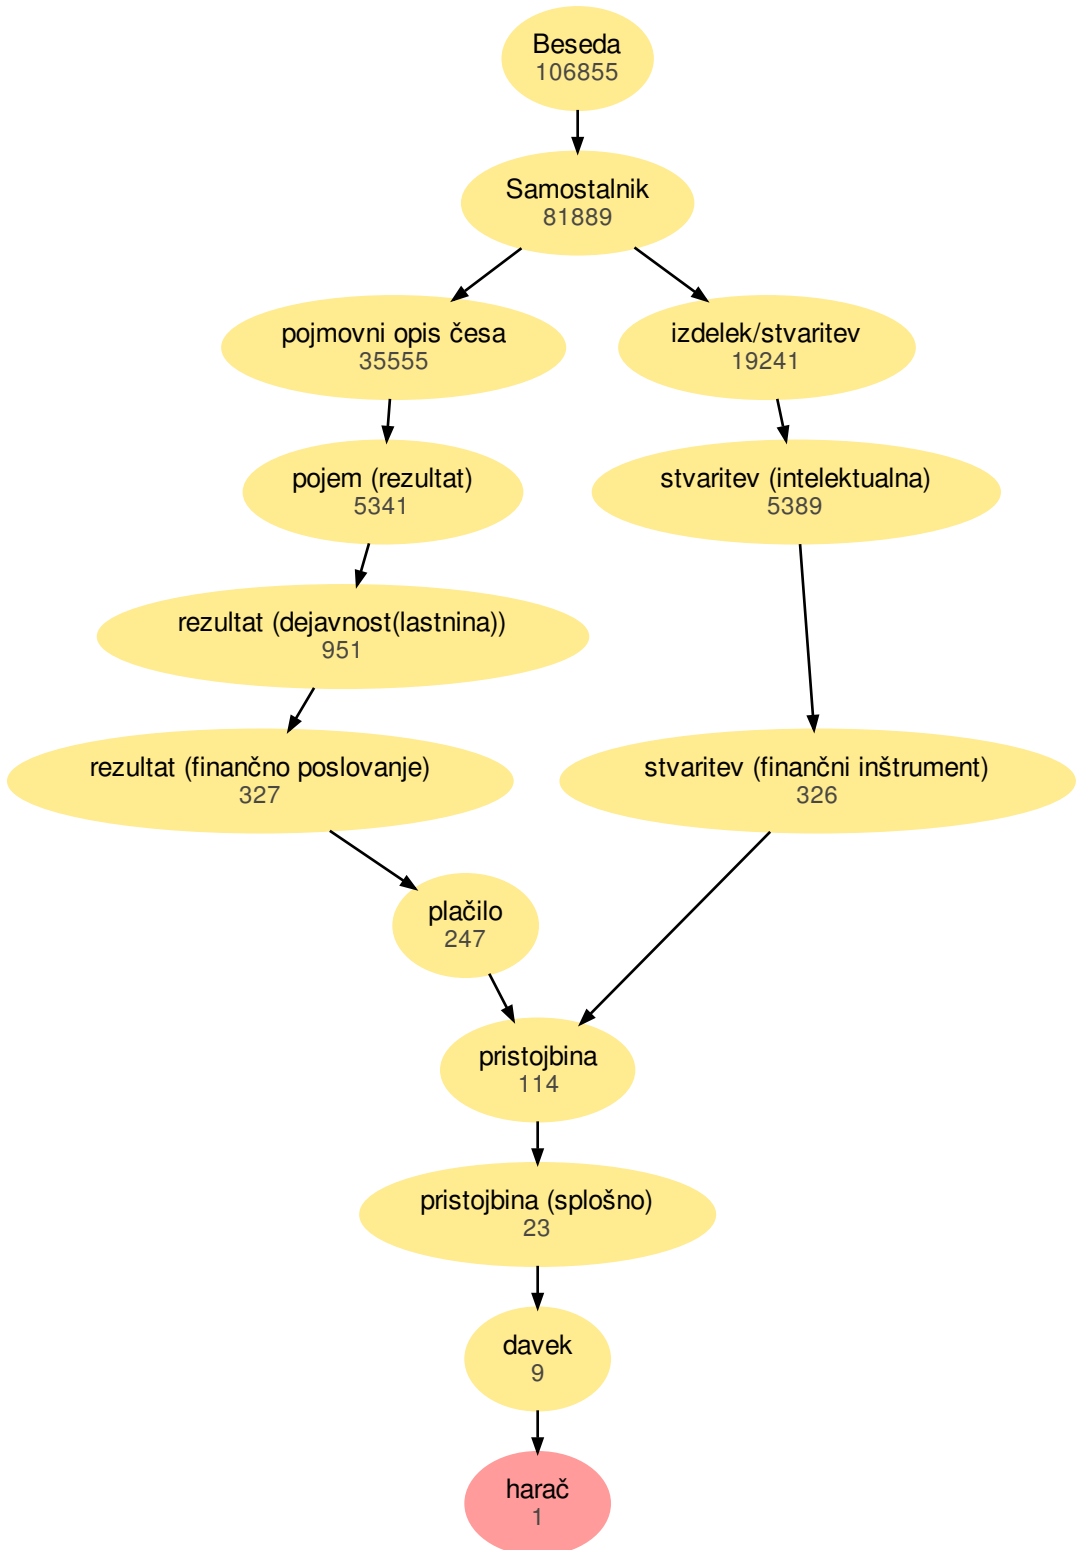 Beseda
106855
Samostalnik
81889
pojmovni opis česa
35555
izdelek/stvaritev
19241
pojem (rezultat)
5341
stvaritev (intelektualna)
5389
rezultat (dejavnost(lastnina))
951
rezultat (finančno poslovanje)
327
stvaritev (finančni inštrument)
326
plačilo
247
pristojbina
114
pristojbina (splošno)
23
davek
9
harač
1